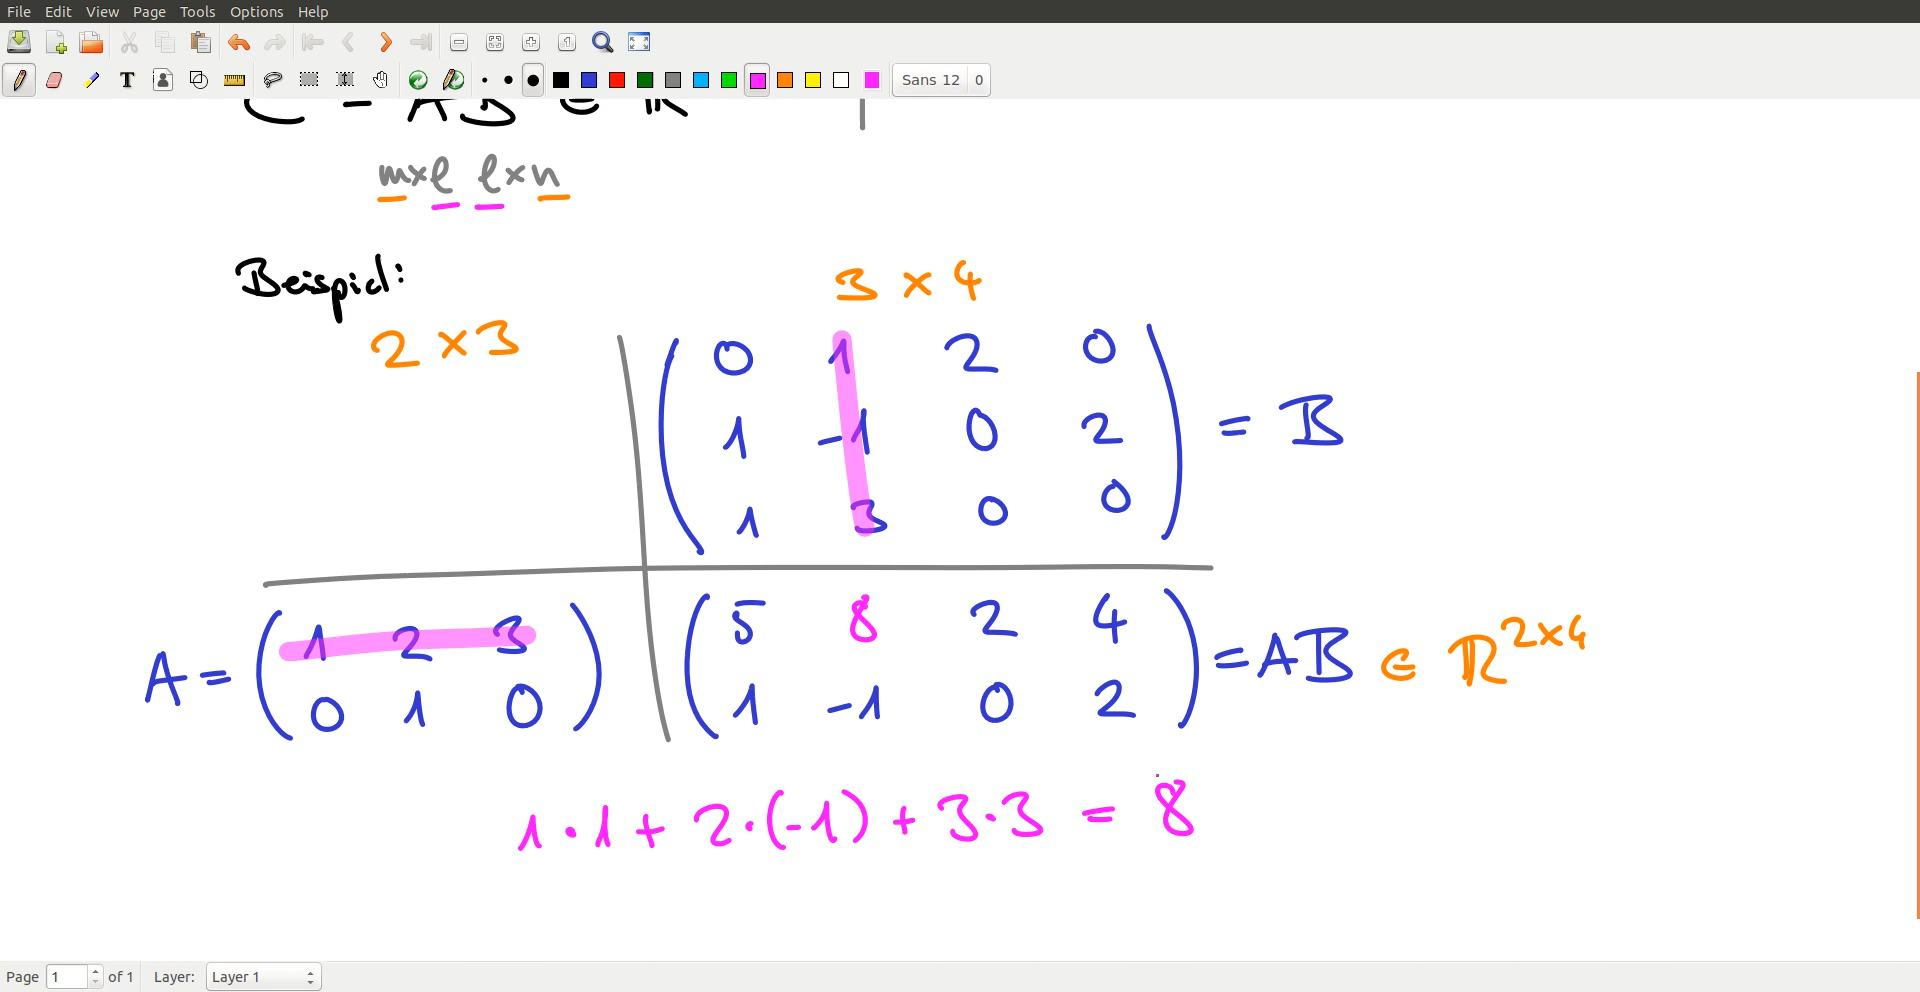 File Edit View Page Tools Options Help
T Sans 12 0
C = AB ∈ ℝ
m×ℓ ℓ×n
Beispiel:
3 × 4
2 × 3
0 1 2 0
1 -1 0 2 = B
1 3 0 0
1 2 3 5 8 2 4
A = = AB ∈ ℝ^{2×4}
0 1 0 1 -1 0 2
1·1 + 2·(-1) + 3·3 = 8
Page 1 of 1 Layer: Layer 1